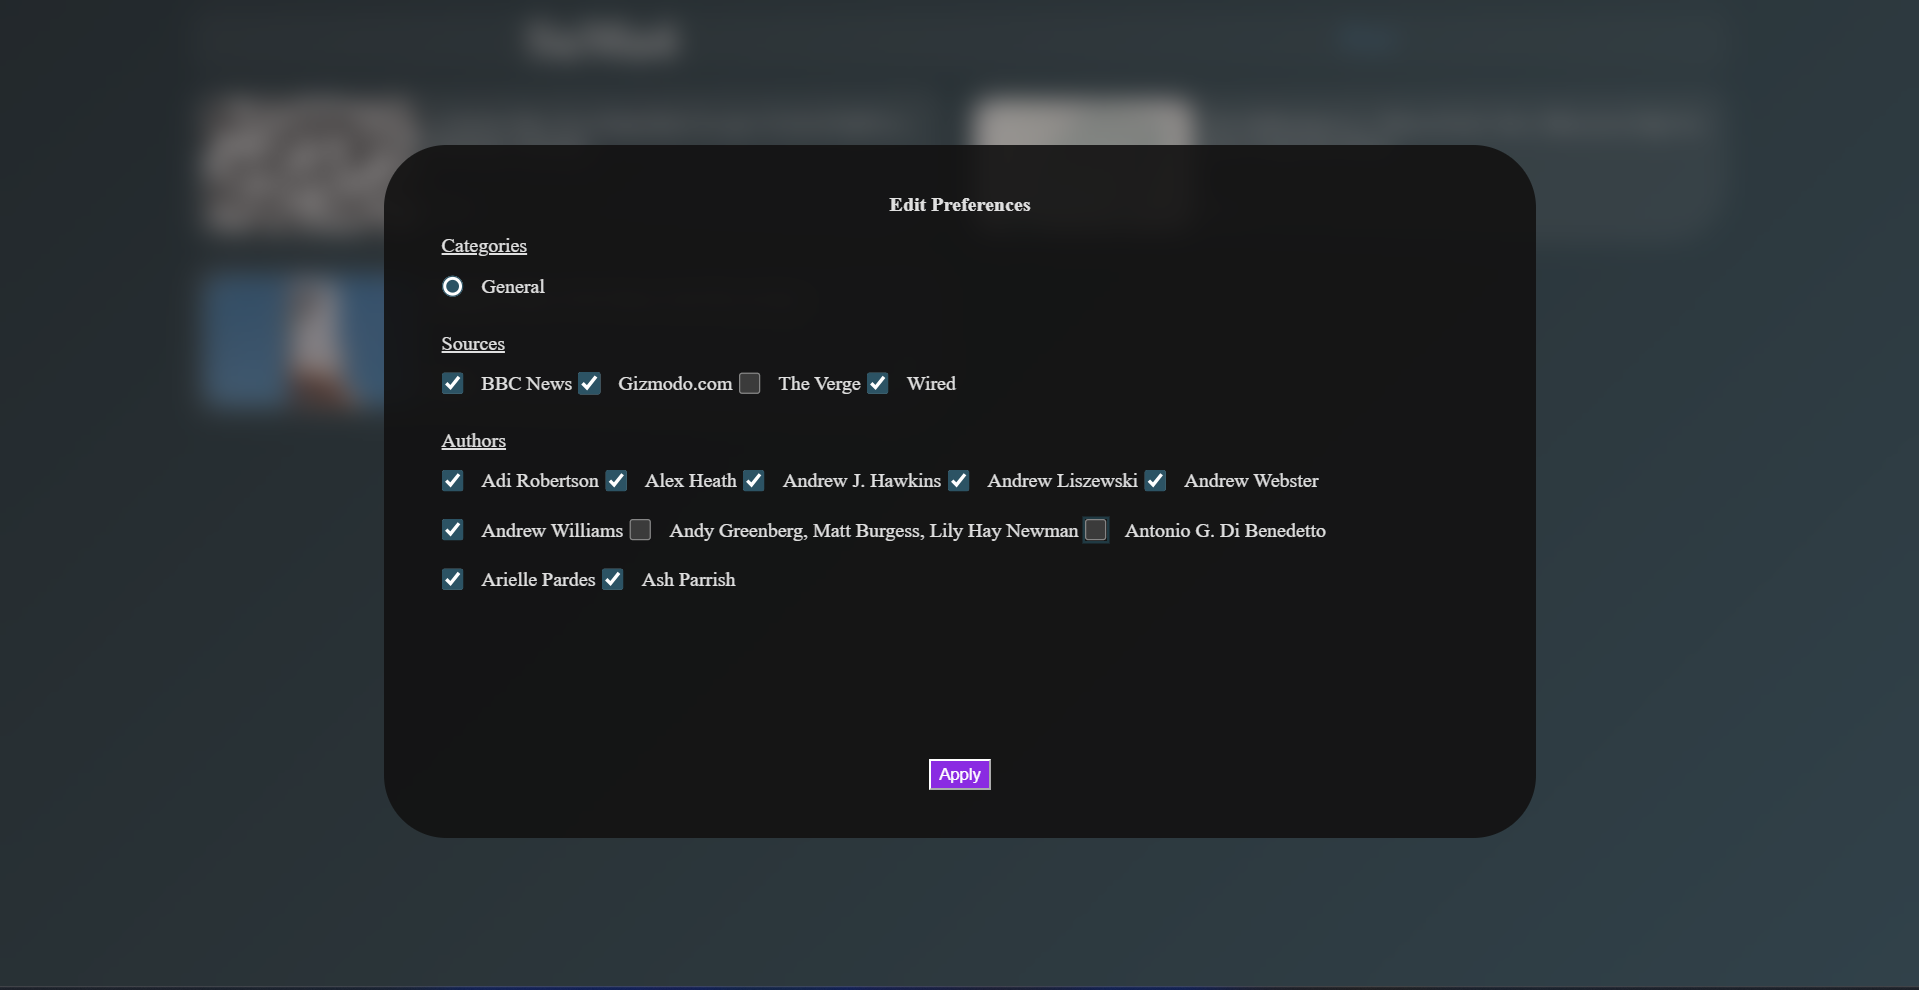 Edit Preferences
Categories
General
Sources
BBC News Gizmodo.com The Verge Wired
Authors
Adi Robertson Alex Heath Andrew J. Hawkins Andrew Liszewski Andrew Webster
Andrew Williams Andy Greenberg, Matt Burgess, Lily Hay Newman Antonio G. Di Benedetto
Arielle Pardes Ash Parrish
Apply